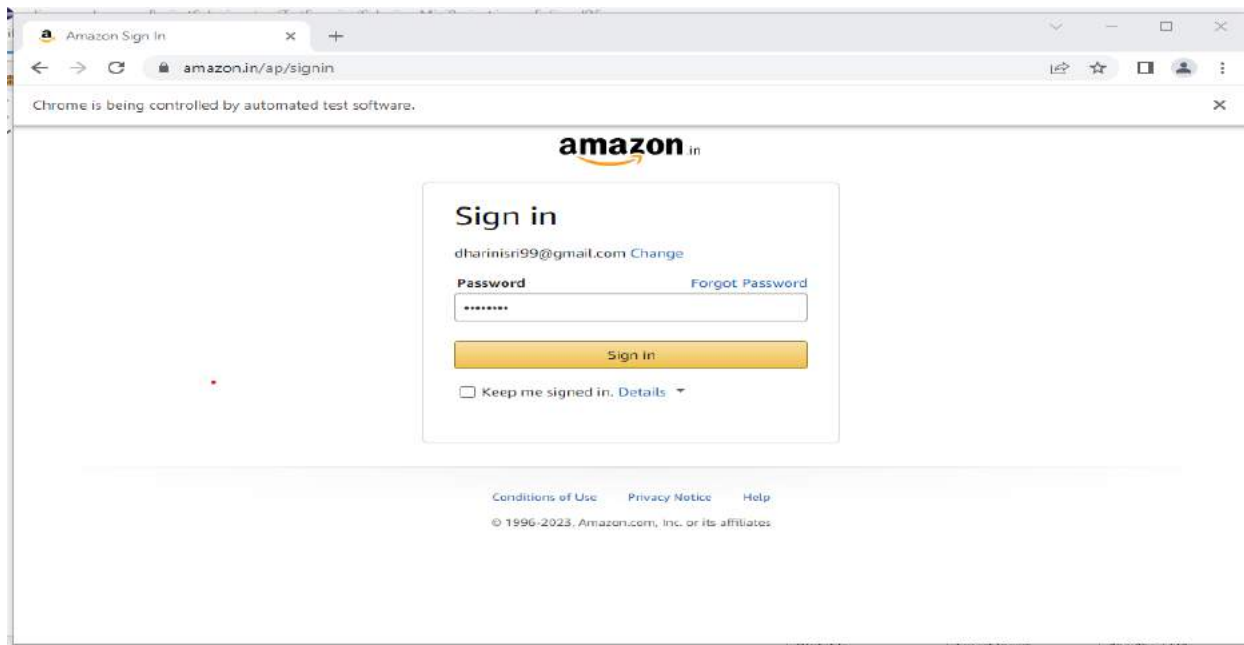 Amazon Sign In
amazon.in/ap/signin
Chrome is being controlled by automated test software.
amazon.in
Sign in
dharinisri99@gmail.com Change
Password Forgot Password
Sign in
Keep me signed in. Details
Conditions of Use Privacy Notice Help
© 1996-2023, Amazon.com, Inc. or its affiliates